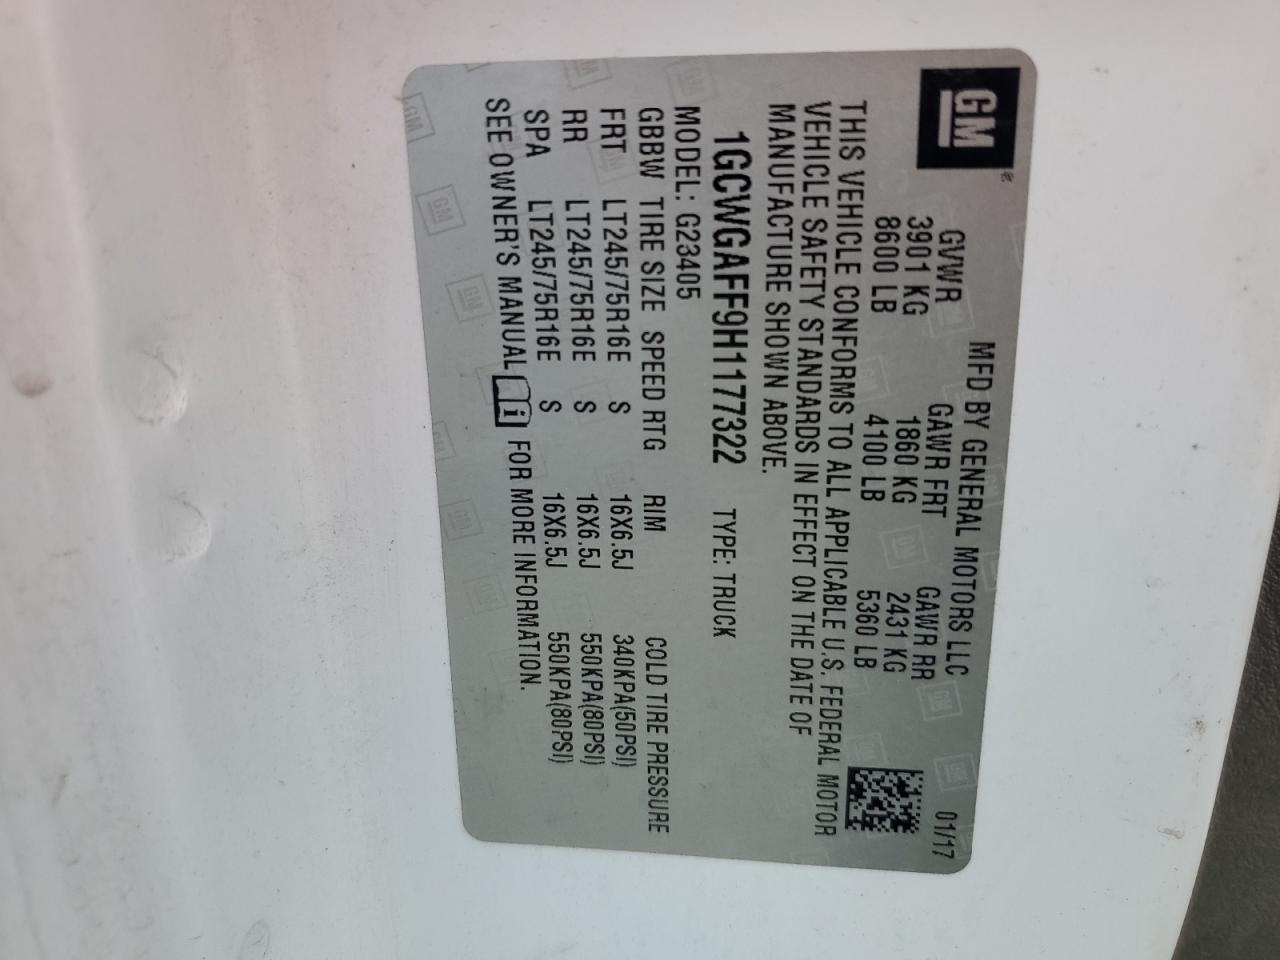 GM
MFD BY GENERAL MOTORS LLC 01/17
GVWR GAWR FRT GAWR RR
3901 KG 1860 KG 2431 KG
8600 LB 4100 LB 5360 LB
THIS VEHICLE CONFORMS TO ALL APPLICABLE U.S. FEDERAL MOTOR
VEHICLE SAFETY STANDARDS IN EFFECT ON THE DATE OF
MANUFACTURE SHOWN ABOVE.
1GCWGAFF9H1177322 TYPE: TRUCK
MODEL: G23405
GBBW TIRE SIZE SPEED RTG RIM COLD TIRE PRESSURE
FRT LT245/75R16E S 16X6.5J 340KPA(50PSI)
RR LT245/75R16E S 16X6.5J 550KPA(80PSI)
SPA LT245/75R16E S 16X6.5J 550KPA(80PSI)
SEE OWNER'S MANUAL FOR MORE INFORMATION.